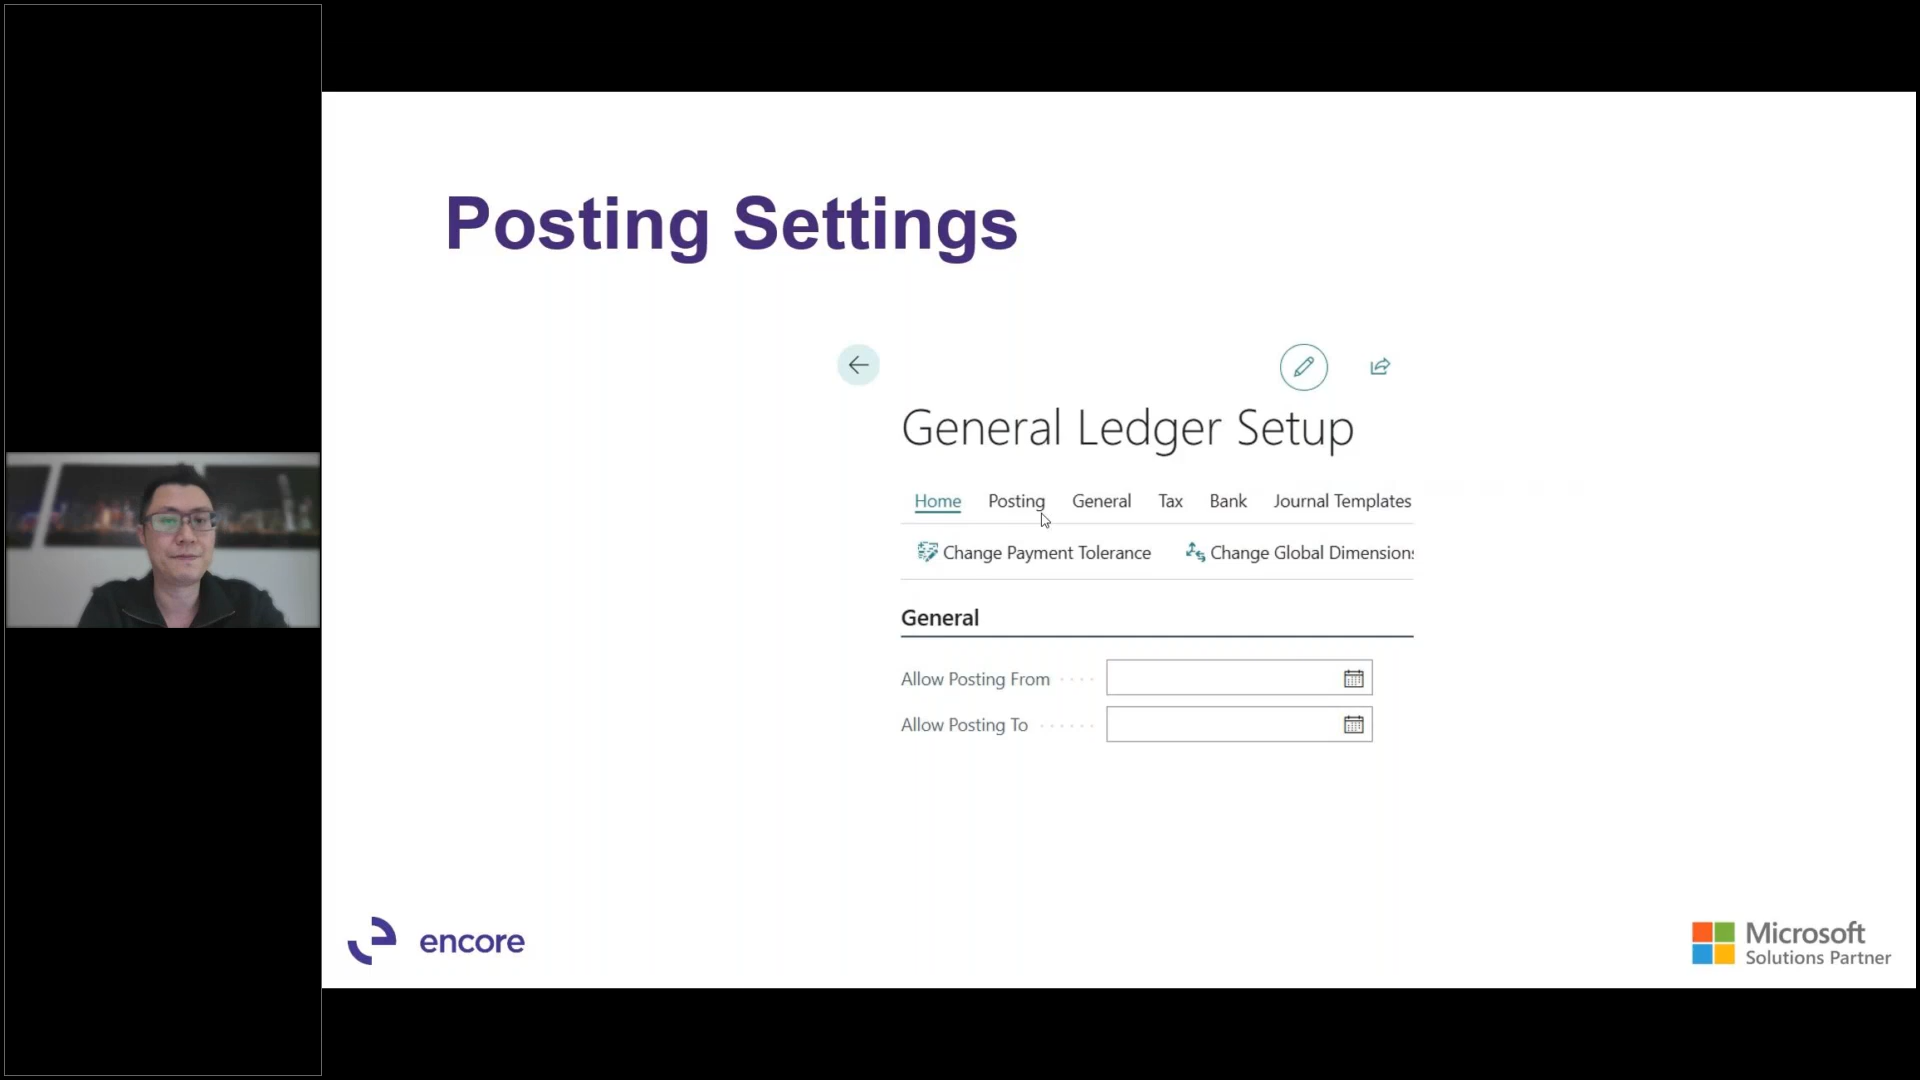 Posting Settings
General Ledger Setup
Home Posting General Tax Bank Journal Templates
Change Payment Tolerance Change Global Dimensions
General
Allow Posting From
Allow Posting To
encore
Microsoft
Solutions Partner